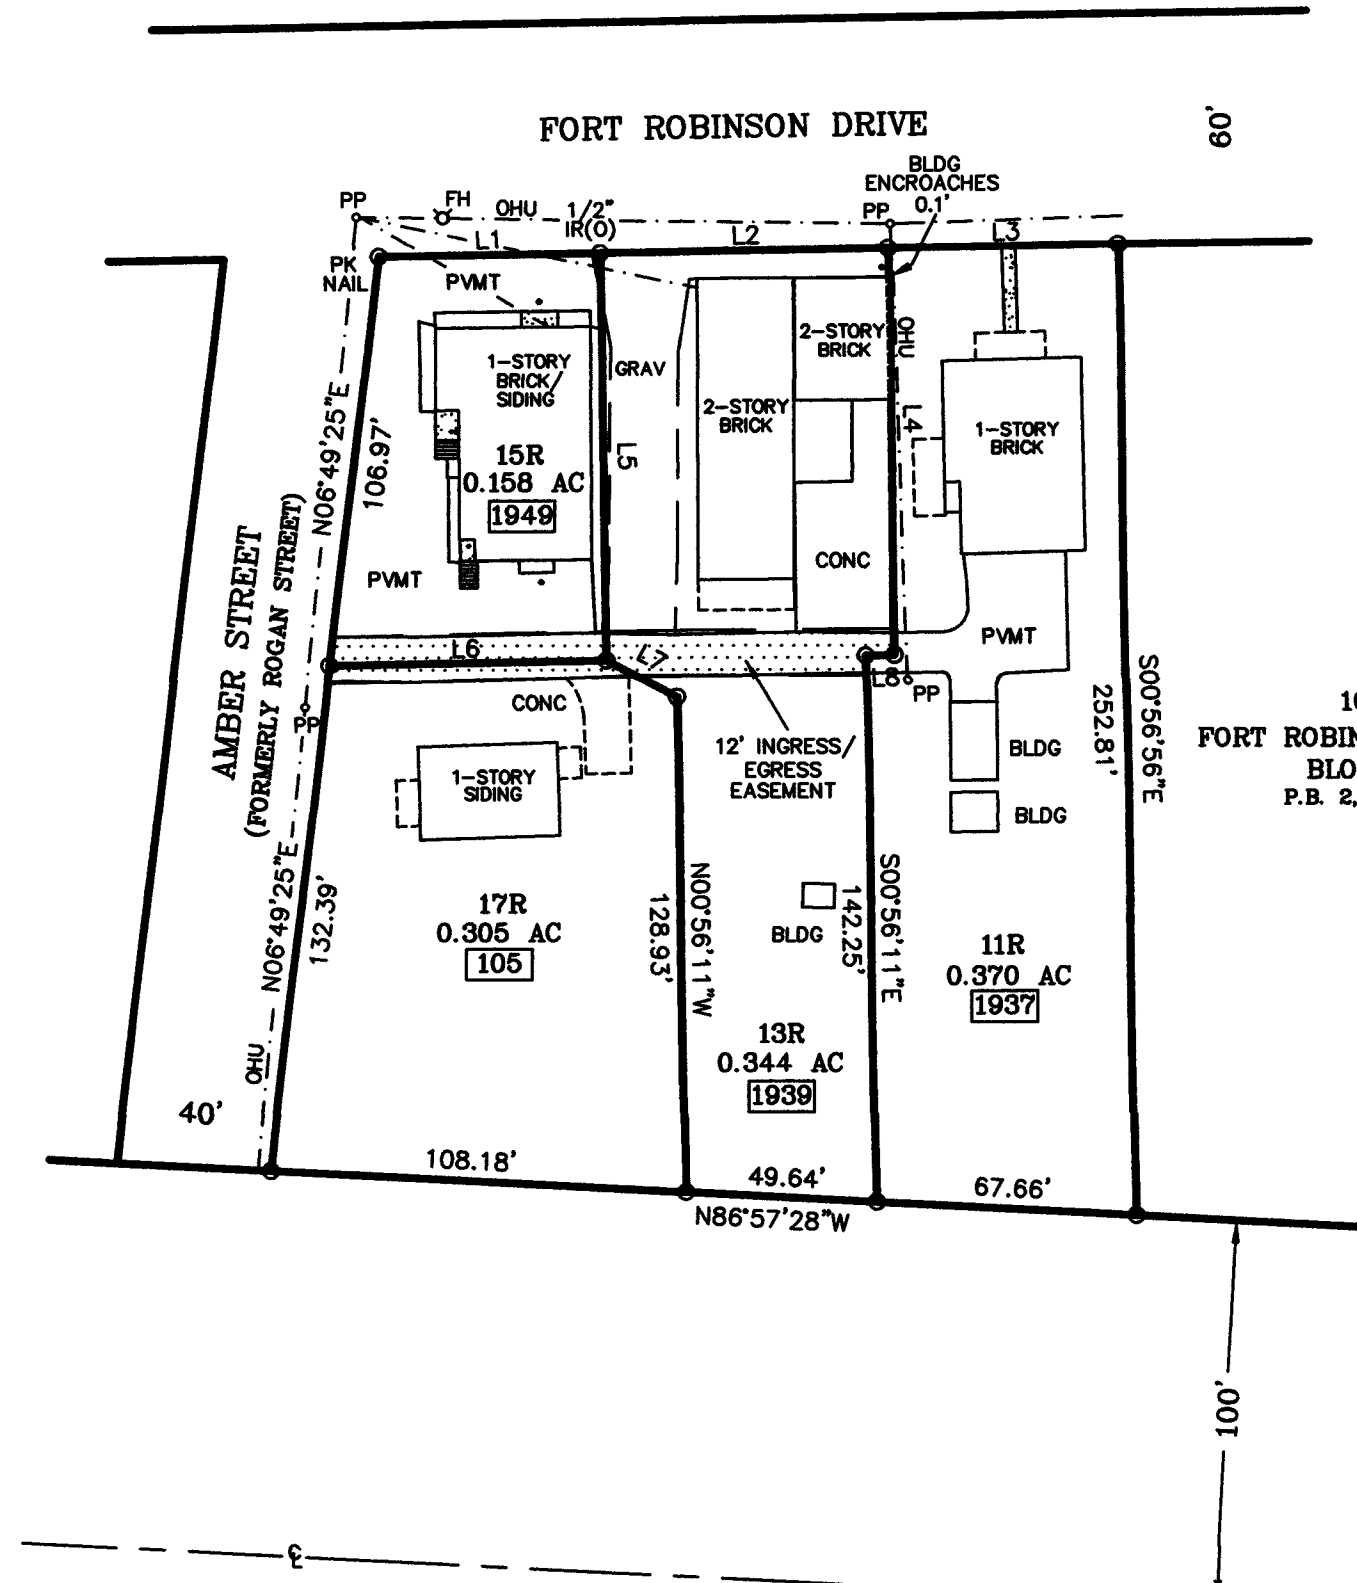 FORT ROBINSON DRIVE
60'
BLDG
ENCROACHES
0.1'
PP
FH
OHU
1/2"
IR(O)
PP
L1
L2
L3
PK
NAIL
PVMT
1-STORY
BRICK/
SIDING
GRAV
2-STORY
BRICK
2-STORY
BRICK
OHU
L4
1-STORY
BRICK
N06°49'25"E
106.97'
15R
0.158 AC
1949
L5
CONC
PVMT
PVMT
AMBER STREET
(FORMERLY ROGAN STREET)
L6
L7
L8
PP
PP
CONC
12' INGRESS/
EGRESS
EASEMENT
BLDG
BLDG
1-STORY
SIDING
S00°56'56"E
252.81'
FORT ROBIN
BLO
P.B. 2,
N06°49'25"E
132.39'
17R
0.305 AC
105
N00°56'11"W
128.93'
BLDG
S00°56'11"E
142.25'
11R
0.370 AC
1937
13R
0.344 AC
1939
OHU
40'
108.18'
49.64'
67.66'
N86°57'28"W
100'
℄